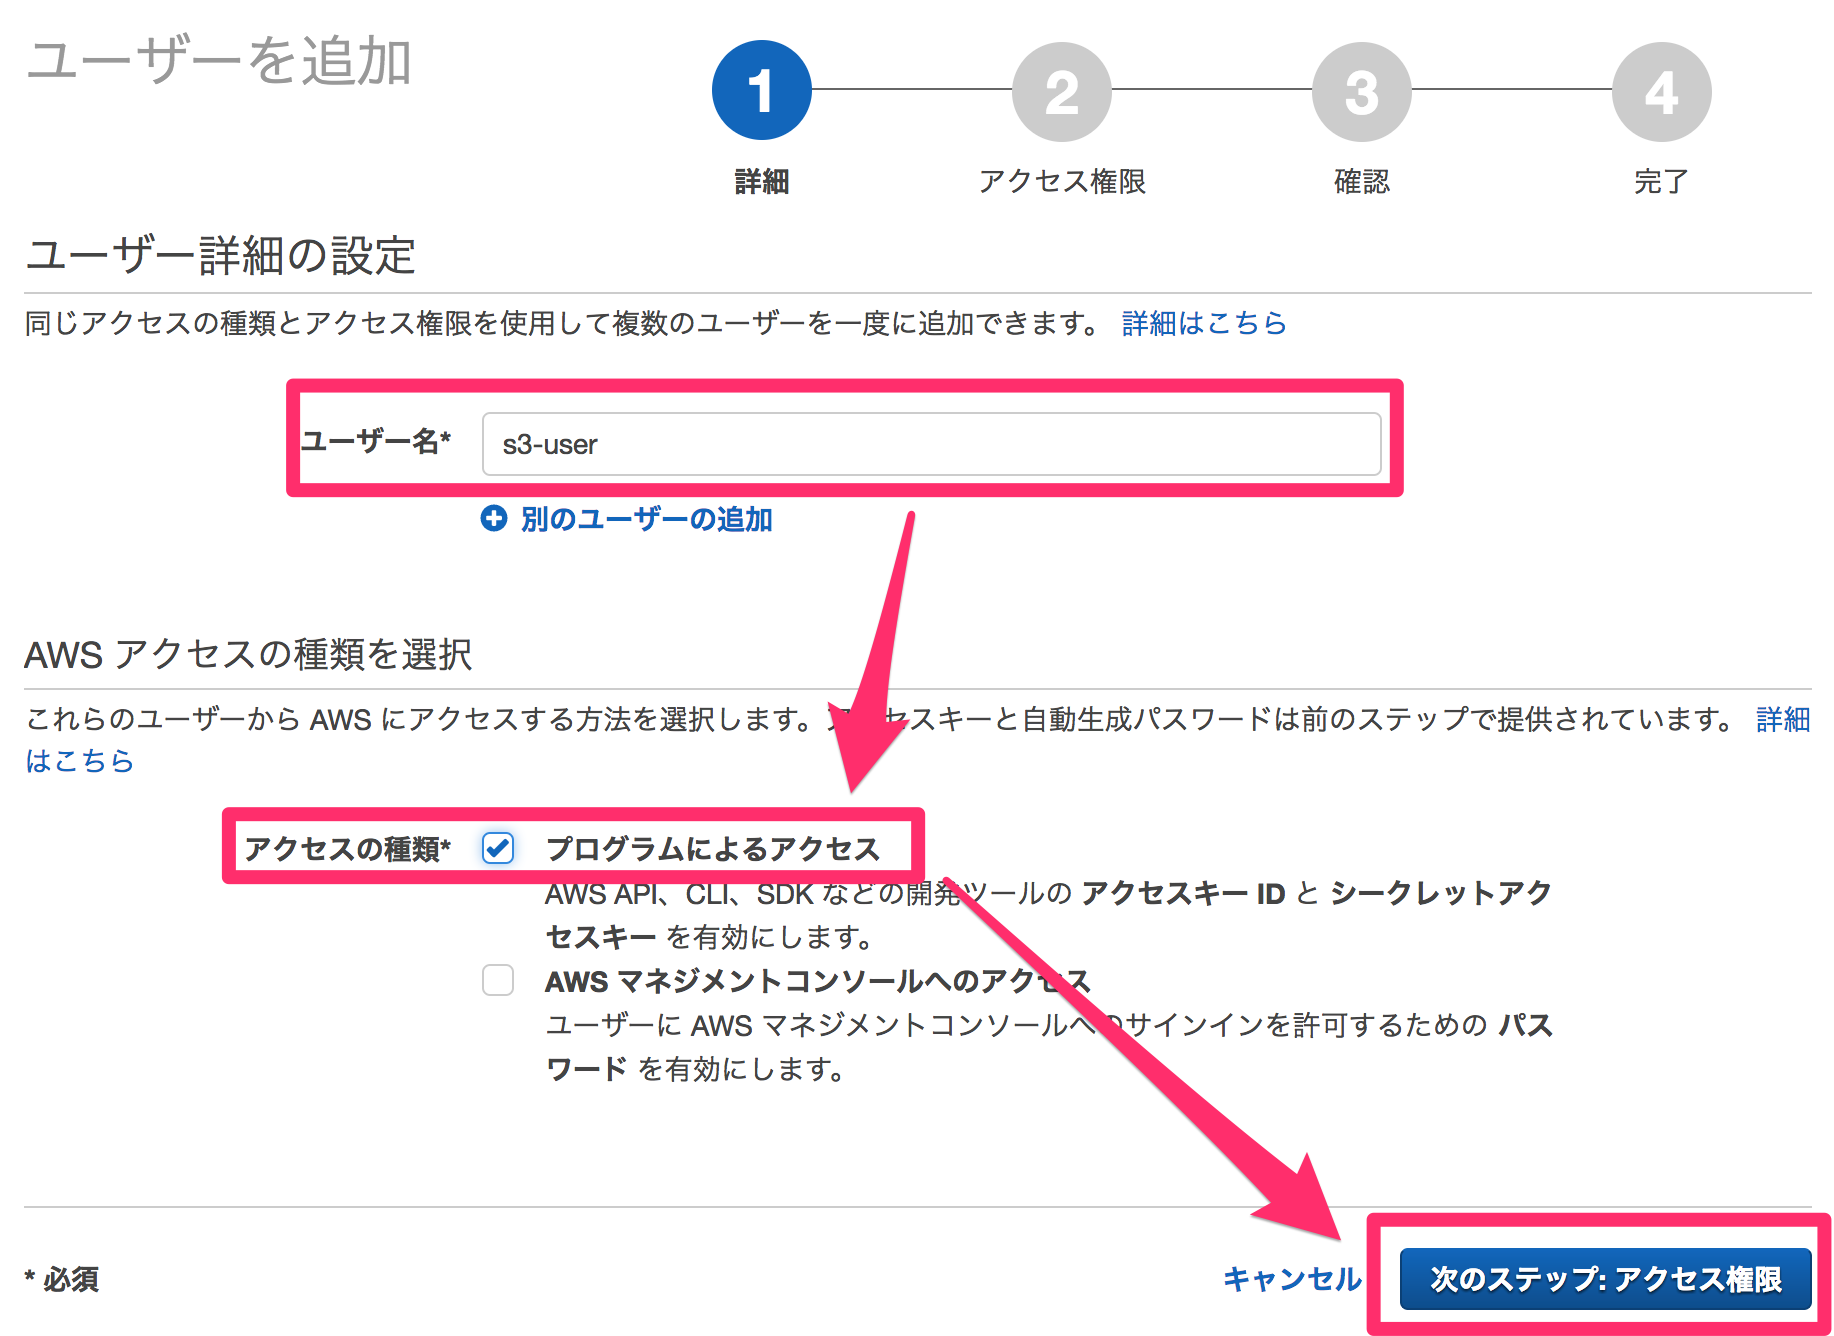 ユーザーを追加
1
2
3
4
詳細
アクセス権限
確認
完了
ユーザー詳細の設定
同じアクセスの種類とアクセス権限を使用して複数のユーザーを一度に追加できます。 詳細はこちら
ユーザー名* s3-user
別のユーザーの追加
AWS アクセスの種類を選択
これらのユーザーから AWS にアクセスする方法を選択します。アクセスキーと自動生成パスワードは前のステップで提供されています。 詳細
はこちら
アクセスの種類* プログラムによるアクセス
AWS API、CLI、SDK などの開発ツールの アクセスキー ID と シークレットアク
セスキー を有効にします。
AWS マネジメントコンソールへのアクセス
ユーザーに AWS マネジメントコンソールへのサインインを許可するための パス
ワード を有効にします。
* 必須
キャンセル
次のステップ: アクセス権限